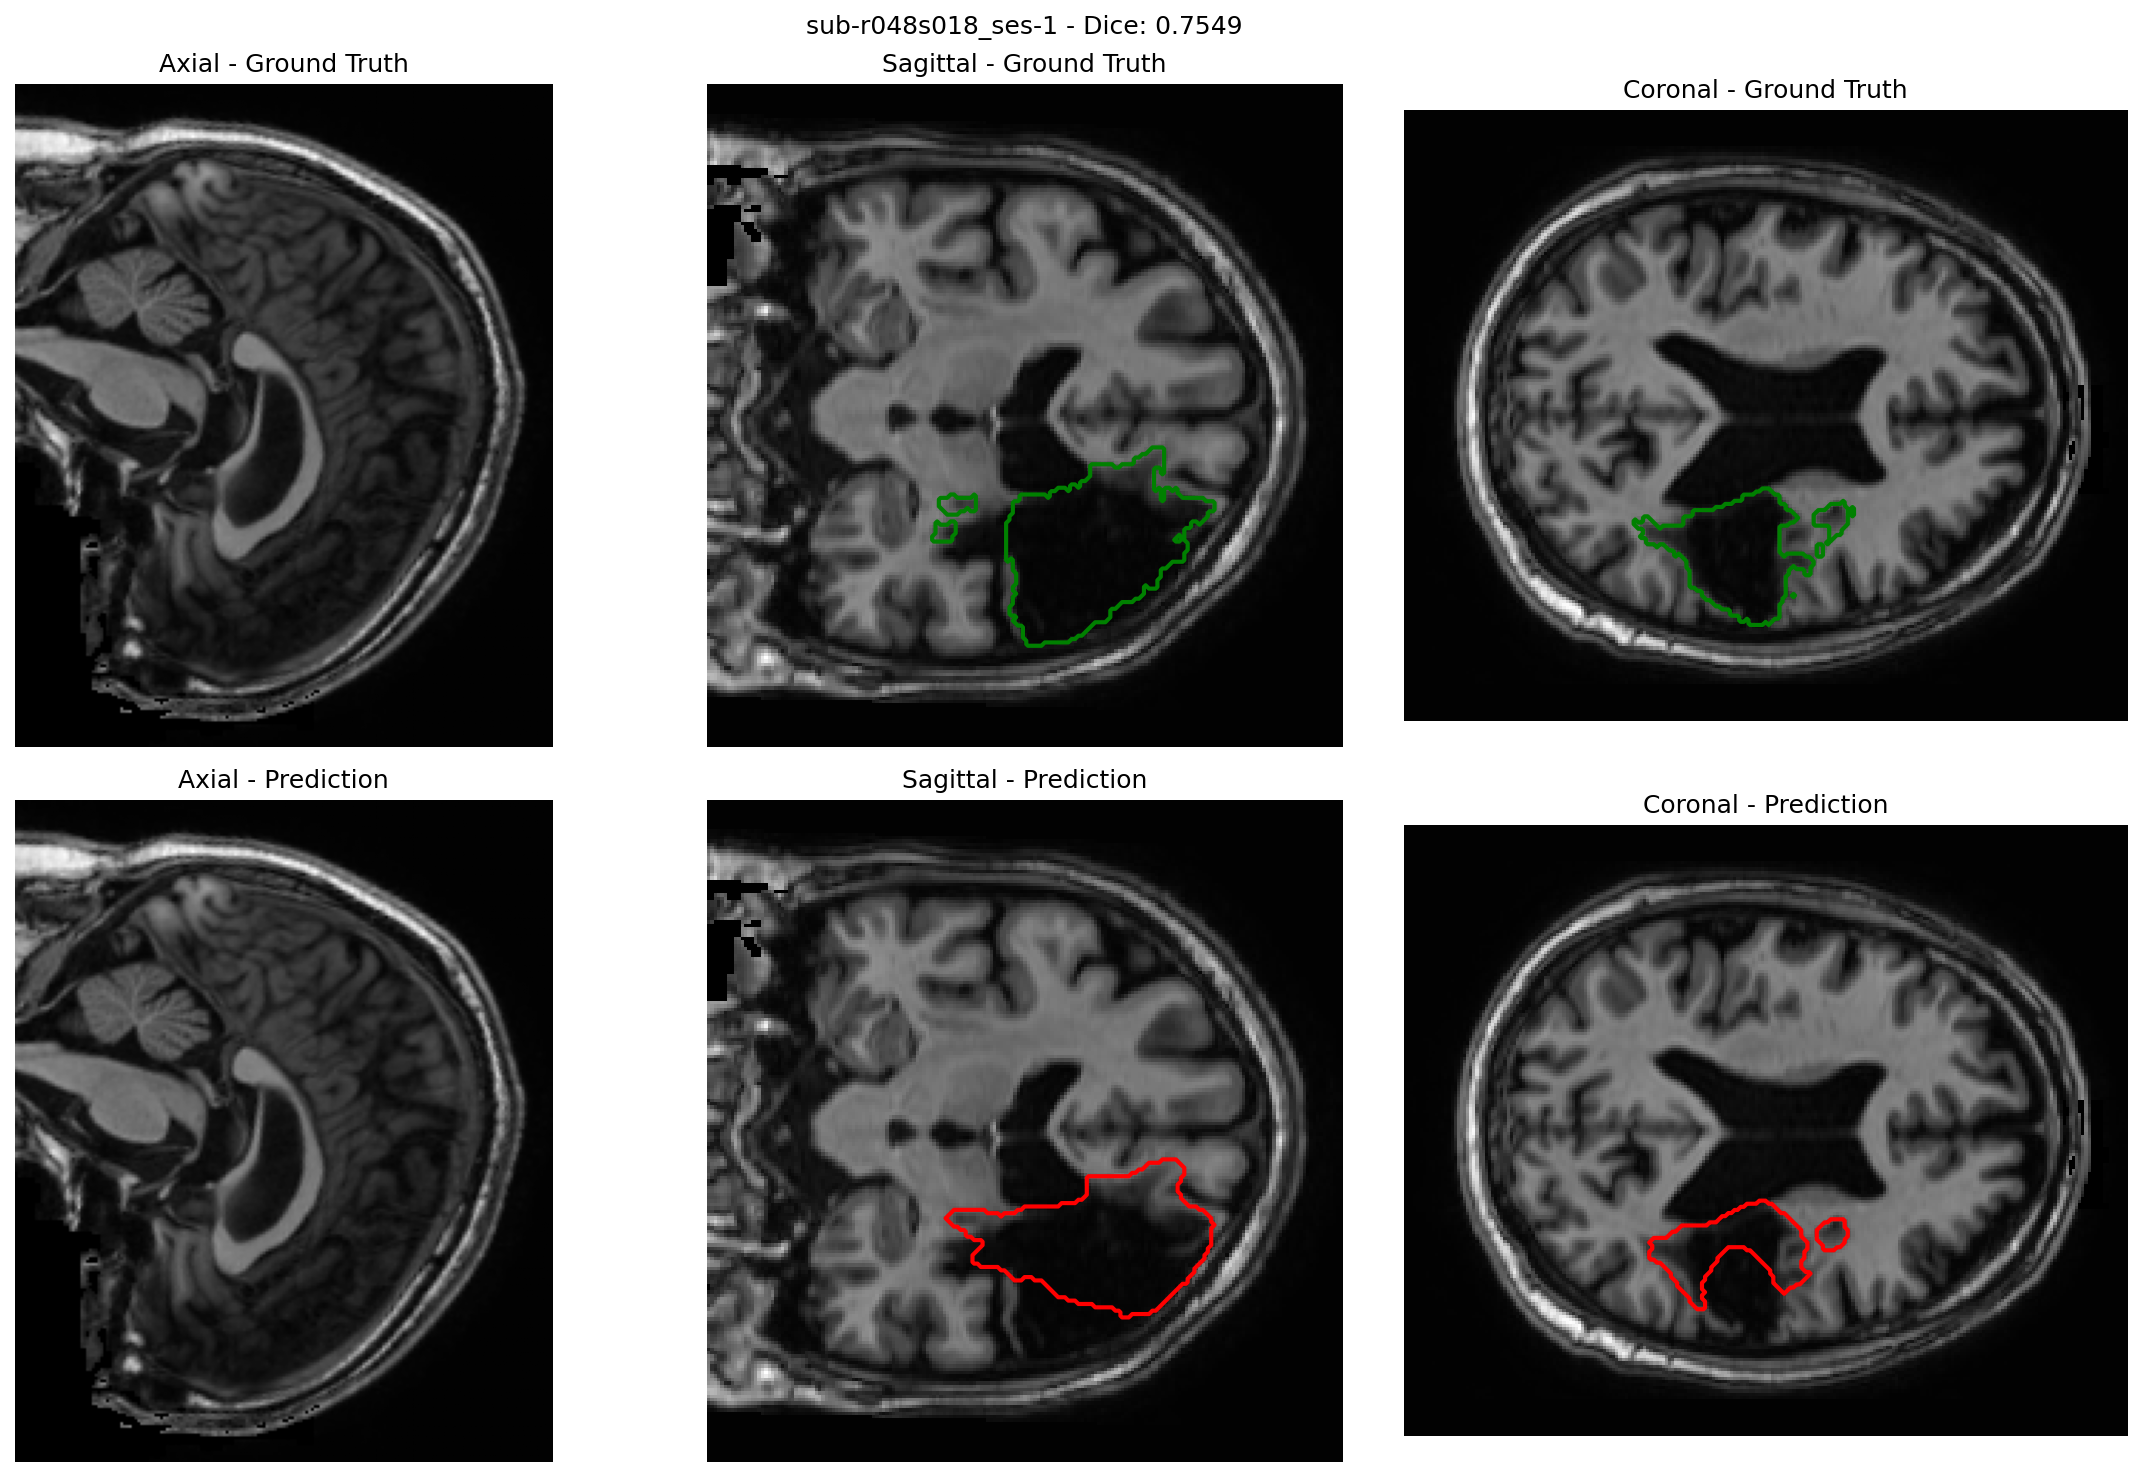 sub-r048s018_ses-1 - Dice: 0.7549
Axial - Ground Truth
Sagittal - Ground Truth
Coronal - Ground Truth
Axial - Prediction
Sagittal - Prediction
Coronal - Prediction